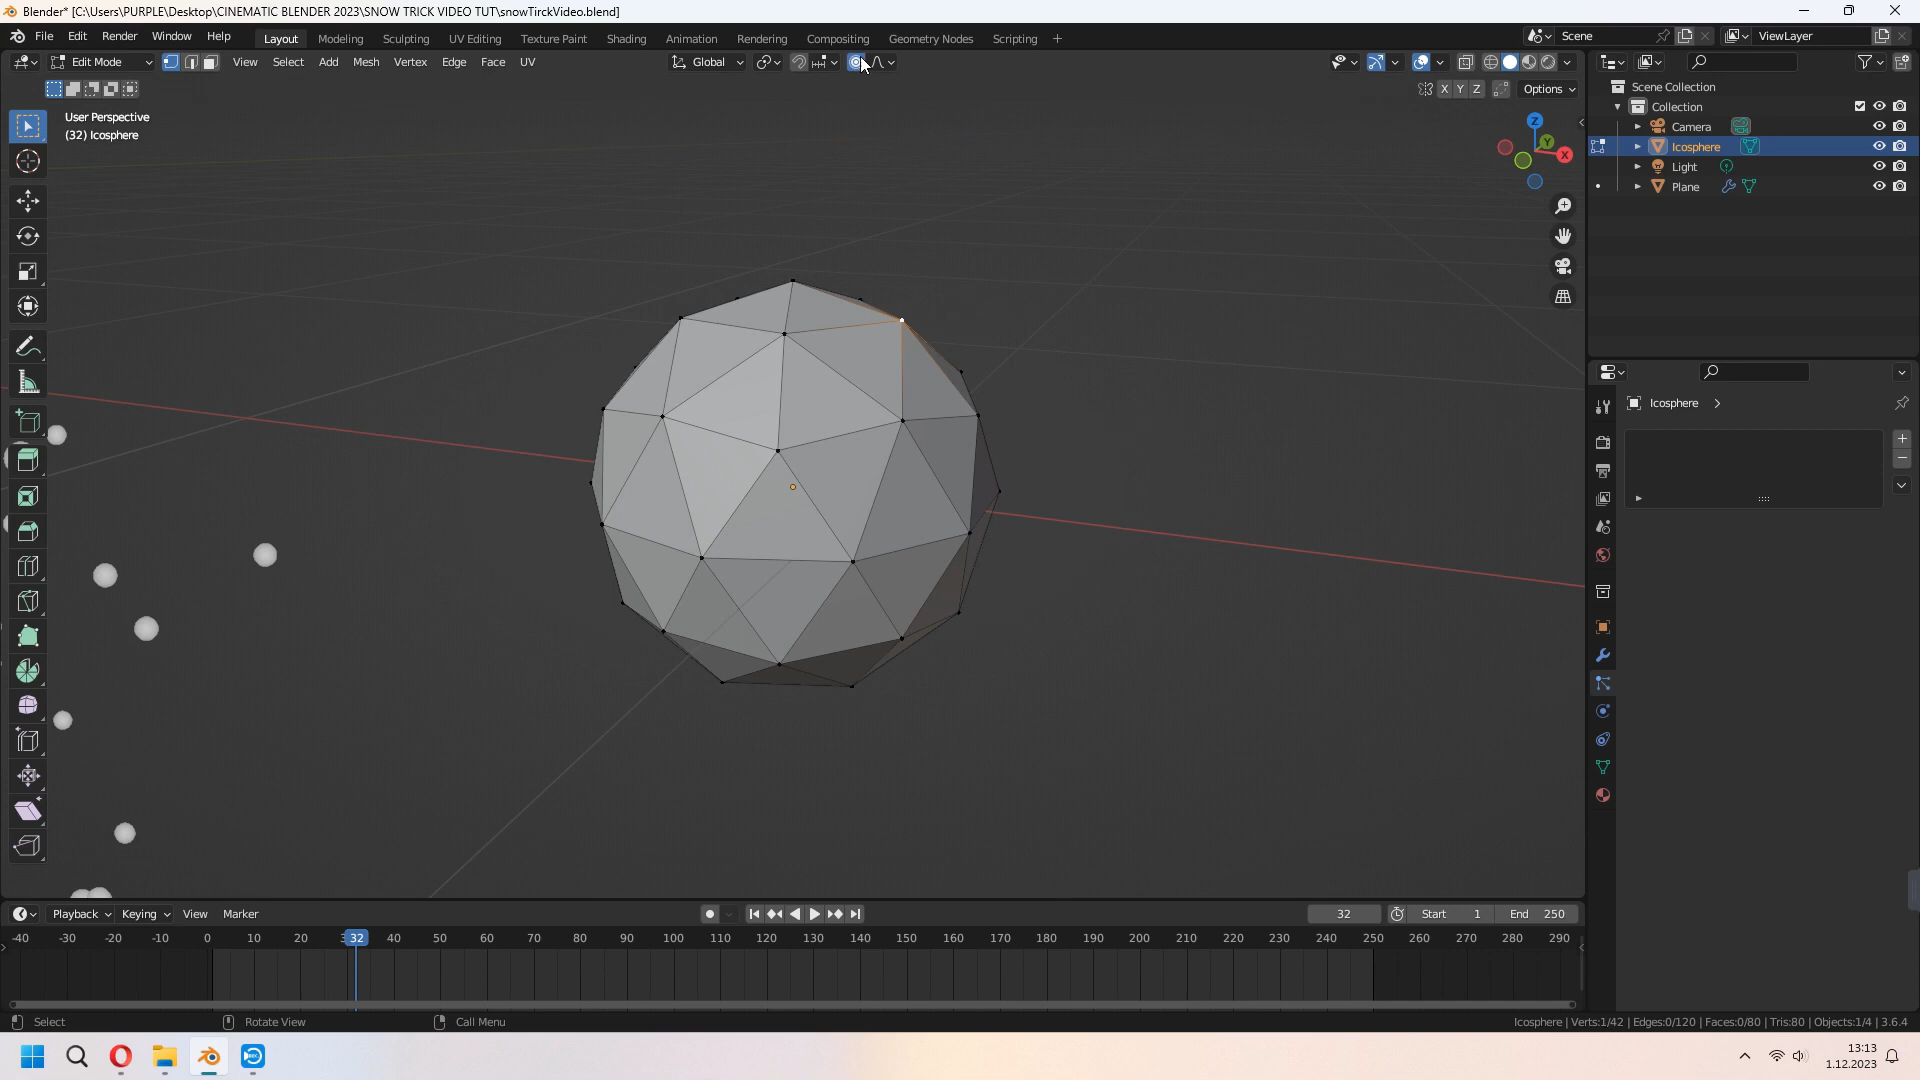 Blender* [C:\Users\PURPLE\Desktop\CINEMATIC BLENDER 2023\SNOW TRICK VIDEO TUT\snowTirckVideo.blend]
File Edit Render Window Help Layout Modeling Sculpting UV Editing Texture Paint Shading Animation Rendering Compositing Geometry Nodes Scripting + Scene ViewLayer
Edit Mode View Select Add Mesh Vertex Edge Face UV Global
X Y Z Options
User Perspective
(32) Icosphere
Z
Y
X
Scene Collection
Collection
Camera
Icosphere
Light
Plane
Icosphere
Playback Keying View Marker 32 Start 1 End 250
-40 -30 -20 -10 0 10 20 32 40 50 60 70 80 90 100 110 120 130 140 150 160 170 180 190 200 210 220 230 240 250 260 270 280 290
Select Rotate View Call Menu Icosphere | Verts:1/42 | Edges:0/120 | Faces:0/80 | Tris:80 | Objects:1/4 | 3.6.4
13:13
1.12.2023